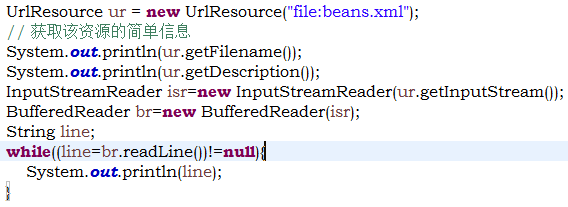 UrlResource ur = new UrlResource("file:beans.xml");
// 获取该资源的简单信息
System.out.println(ur.getFilename());
System.out.println(ur.getDescription());
InputStreamReader isr=new InputStreamReader(ur.getInputStream());
BufferedReader br=new BufferedReader(isr);
String line;
while((line=br.readLine())!=null){
System.out.println(line);
}